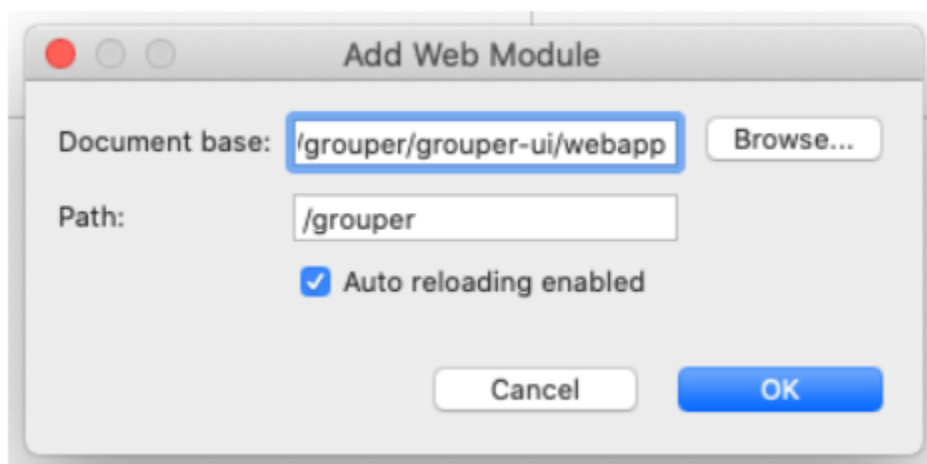 Add Web Module
Document base: /grouper/grouper-ui/webapp Browse...
Path: /grouper
Auto reloading enabled
Cancel OK